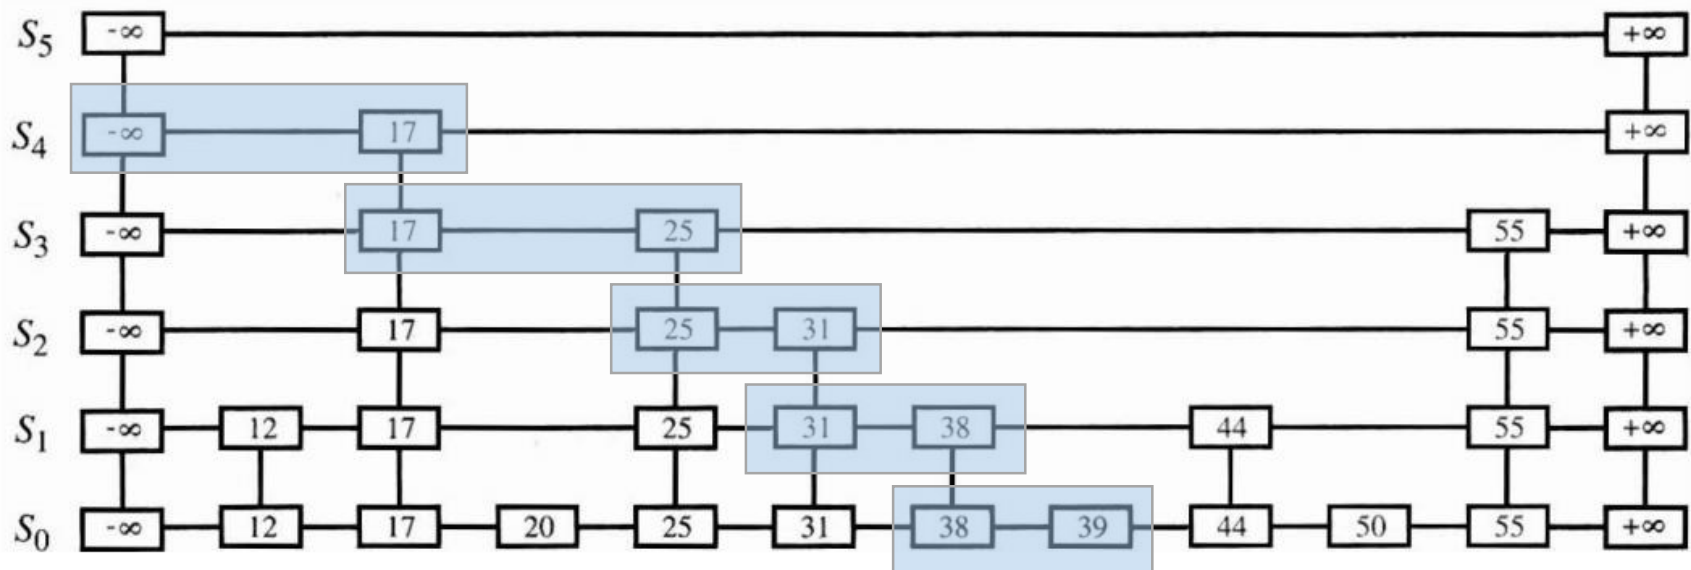 S5 -∞ +∞
S4 -∞ 17 +∞
S3 -∞ 17 25 55 +∞
S2 -∞ 17 25 31 55 +∞
S1 -∞ 12 17 25 31 38 44 55 +∞
S0 -∞ 12 17 20 25 31 38 39 44 50 55 +∞